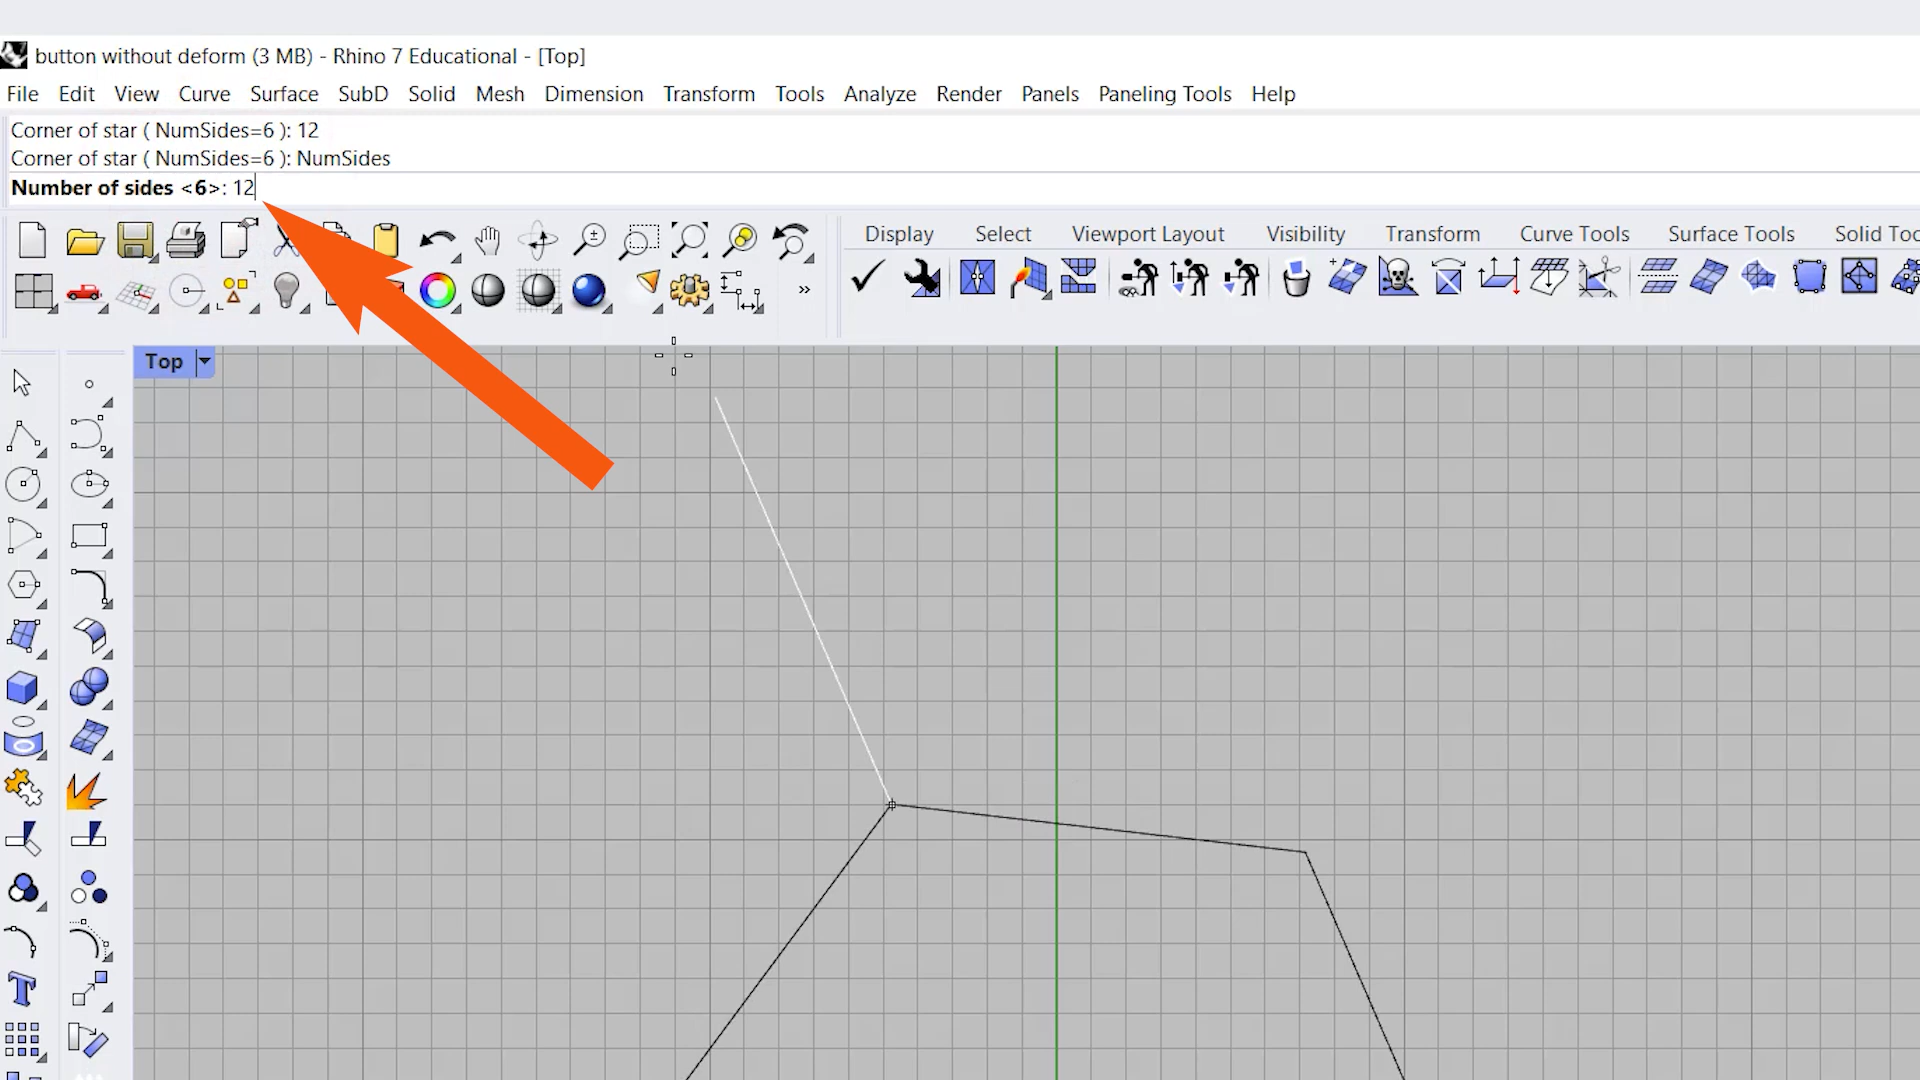 button without deform (3 MB) - Rhino 7 Educational - [Top]
File Edit View Curve Surface SubD Solid Mesh Dimension Transform Tools Analyze Render Panels Paneling Tools Help
Corner of star ( NumSides=6 ): 12
Corner of star ( NumSides=6 ): NumSides
Number of sides <6>: 12
Display Select Viewport Layout Visibility Transform Curve Tools Surface Tools Solid Too
Top